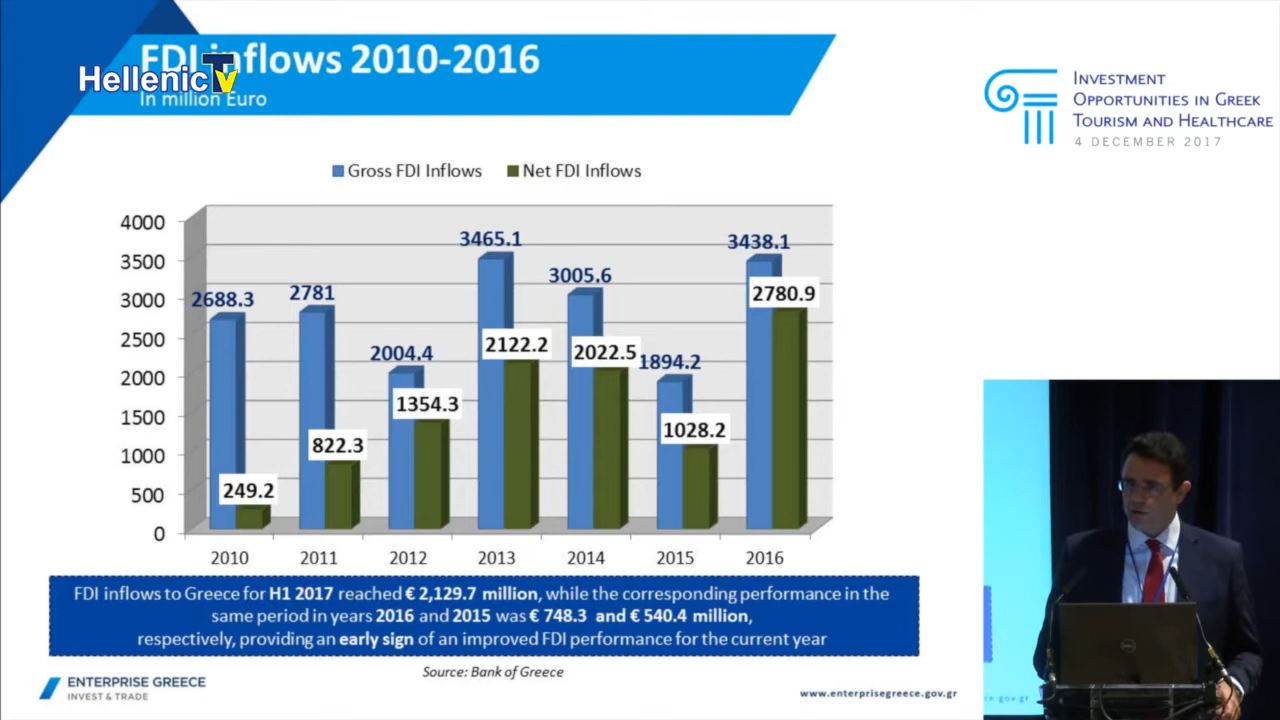 FDI inflows 2010-2016
HellenicTv
In million Euro
INVESTMENT
OPPORTUNITIES IN GREEK
TOURISM AND HEALTHCARE
4 DECEMBER 2017
Gross FDI Inflows
Net FDI Inflows
4000
3500
3000
2500
2000
1500
1000
500
0
2688.3
249.2
2781
822.3
2004.4
1354.3
3465.1
2122.2
3005.6
2022.5
1894.2
1028.2
3438.1
2780.9
2010
2011
2012
2013
2014
2015
2016
FDI inflows to Greece for H1 2017 reached € 2,129.7 million, while the corresponding performance in the
same period in years 2016 and 2015 was € 748.3 and € 540.4 million,
respectively, providing an early sign of an improved FDI performance for the current year
Source: Bank of Greece
ENTERPRISE GREECE
INVEST & TRADE
www.enterprisegreece.gov.gr
ce.gov.gr
DELL